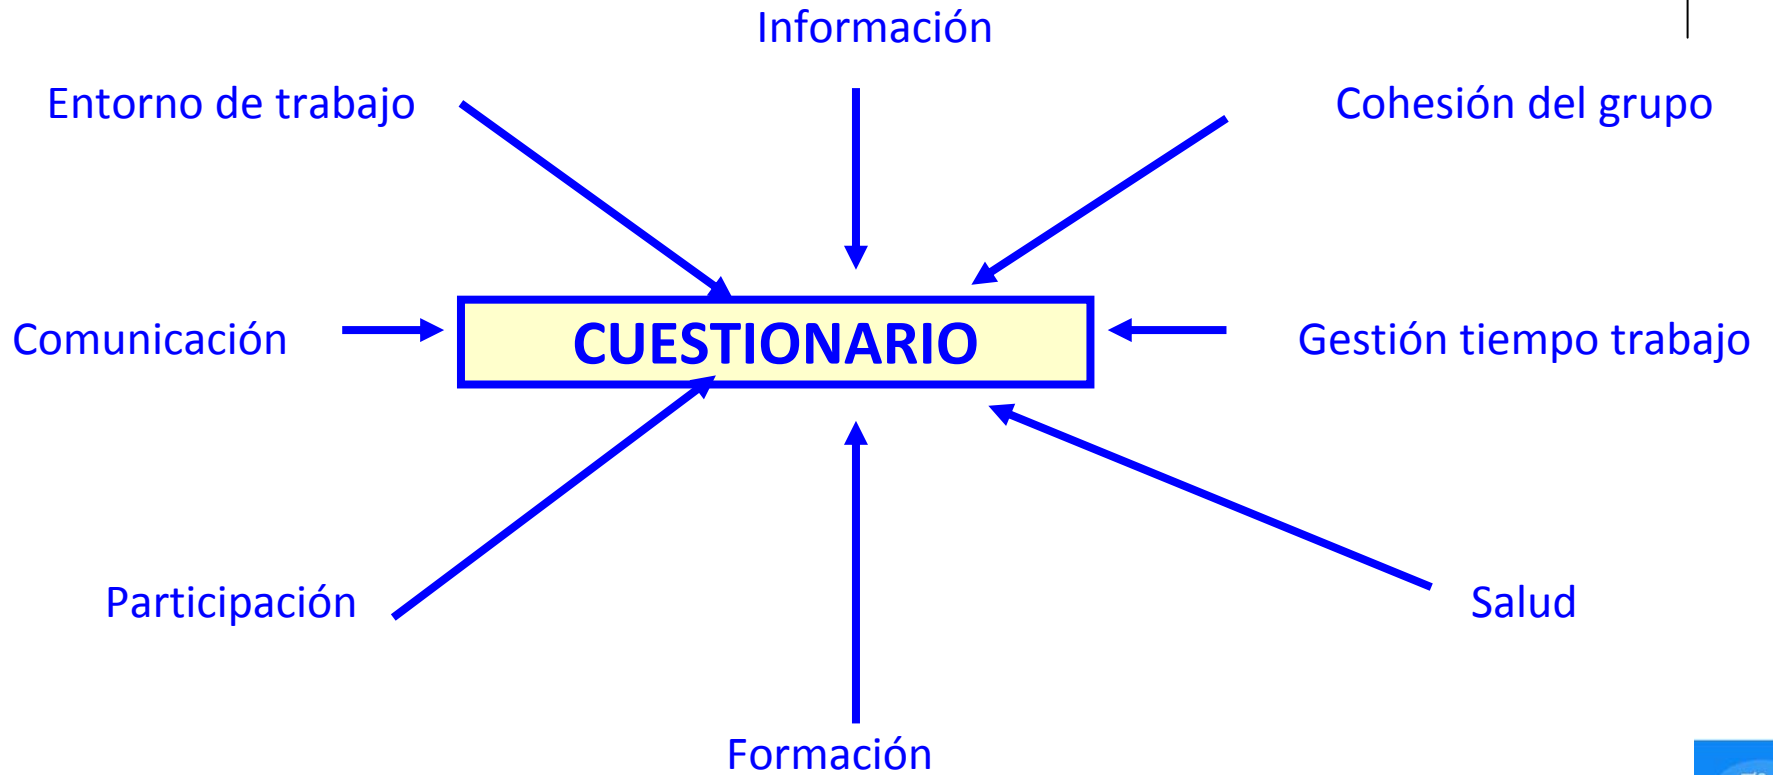 Información
Entorno de trabajo
Cohesión del grupo
Comunicación
CUESTIONARIO
Gestión tiempo trabajo
Participación
Salud
Formación